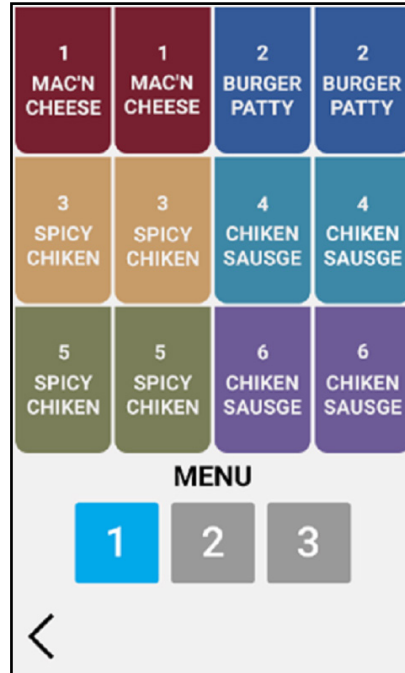 1
MAC'N
CHEESE
1
MAC'N
CHEESE
2
BURGER
PATTY
2
BURGER
PATTY
3
SPICY
CHIKEN
3
SPICY
CHIKEN
4
CHIKEN
SAUSGE
4
CHIKEN
SAUSGE
5
SPICY
CHIKEN
5
SPICY
CHIKEN
6
CHIKEN
SAUSGE
6
CHIKEN
SAUSGE
MENU
1 2 3